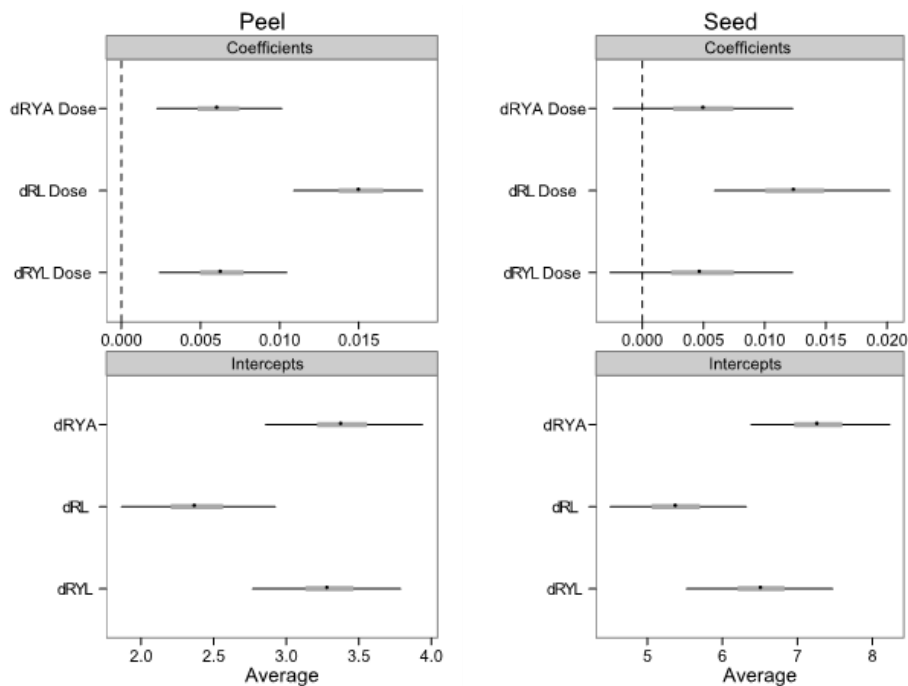 Peel
Seed
Coefficients
Coefficients
dRYA Dose
dRL Dose
dRYL Dose
0.000 0.005 0.010 0.015
dRYA Dose
dRL Dose
dRYL Dose
0.000 0.005 0.010 0.015 0.020
Intercepts
Intercepts
dRYA
dRL
dRYL
2.0 2.5 3.0 3.5 4.0
Average
dRYA
dRL
dRYL
5 6 7 8
Average